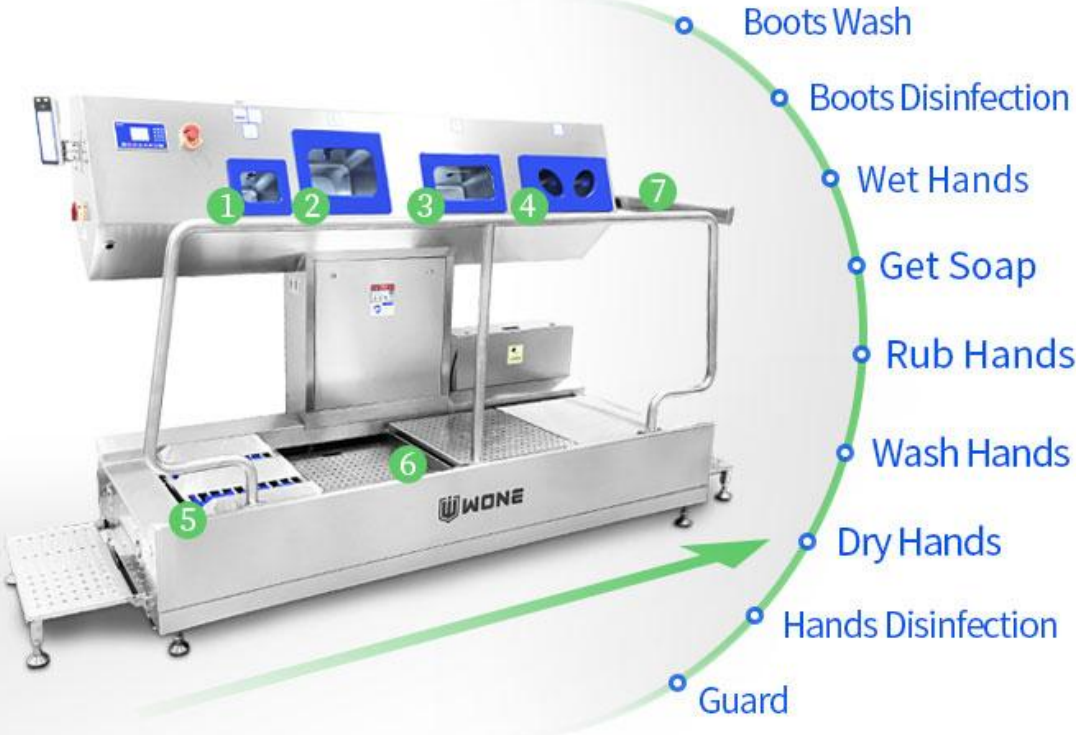 Boots Wash
Boots Disinfection
Wet Hands
Get Soap
Rub Hands
Wash Hands
Dry Hands
Hands Disinfection
Guard
1
2
3
4
7
6
5
WONE